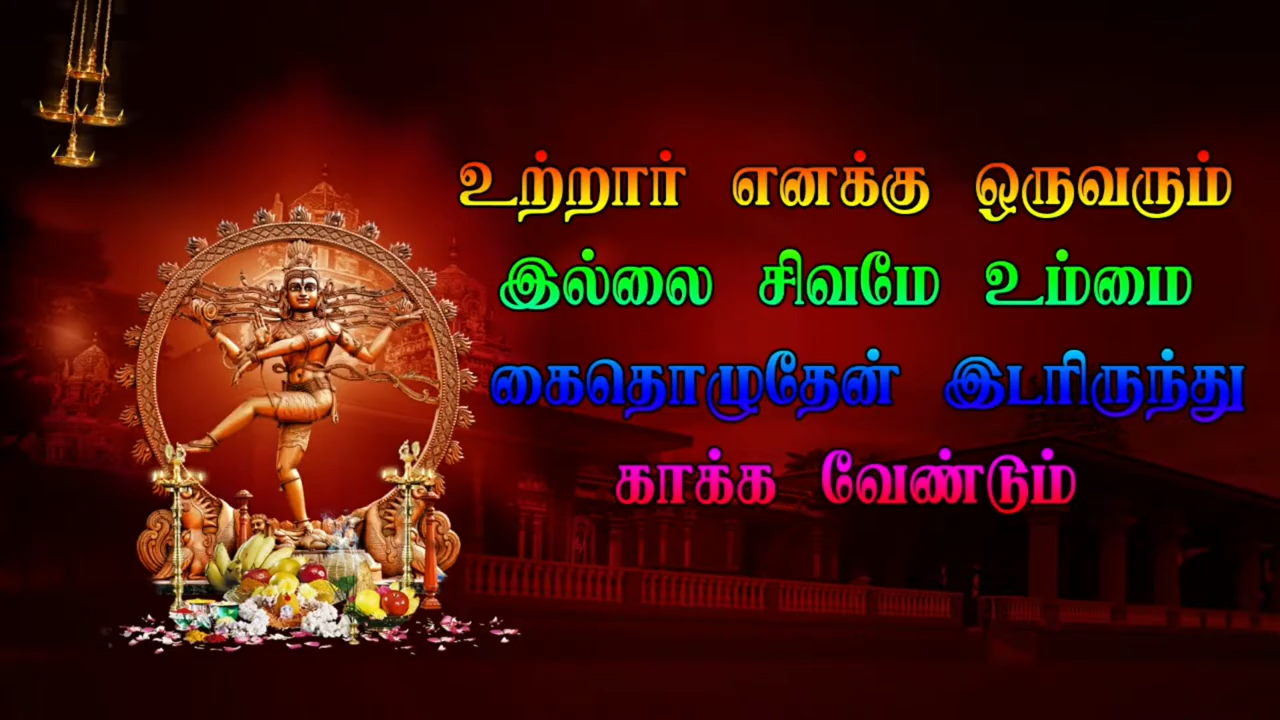 உற்றார் எனக்கு ஒருவரும்
இல்லை சிவமே உம்மை
கைதொழுதேன் இடரிருந்து
காக்க வேண்டும்